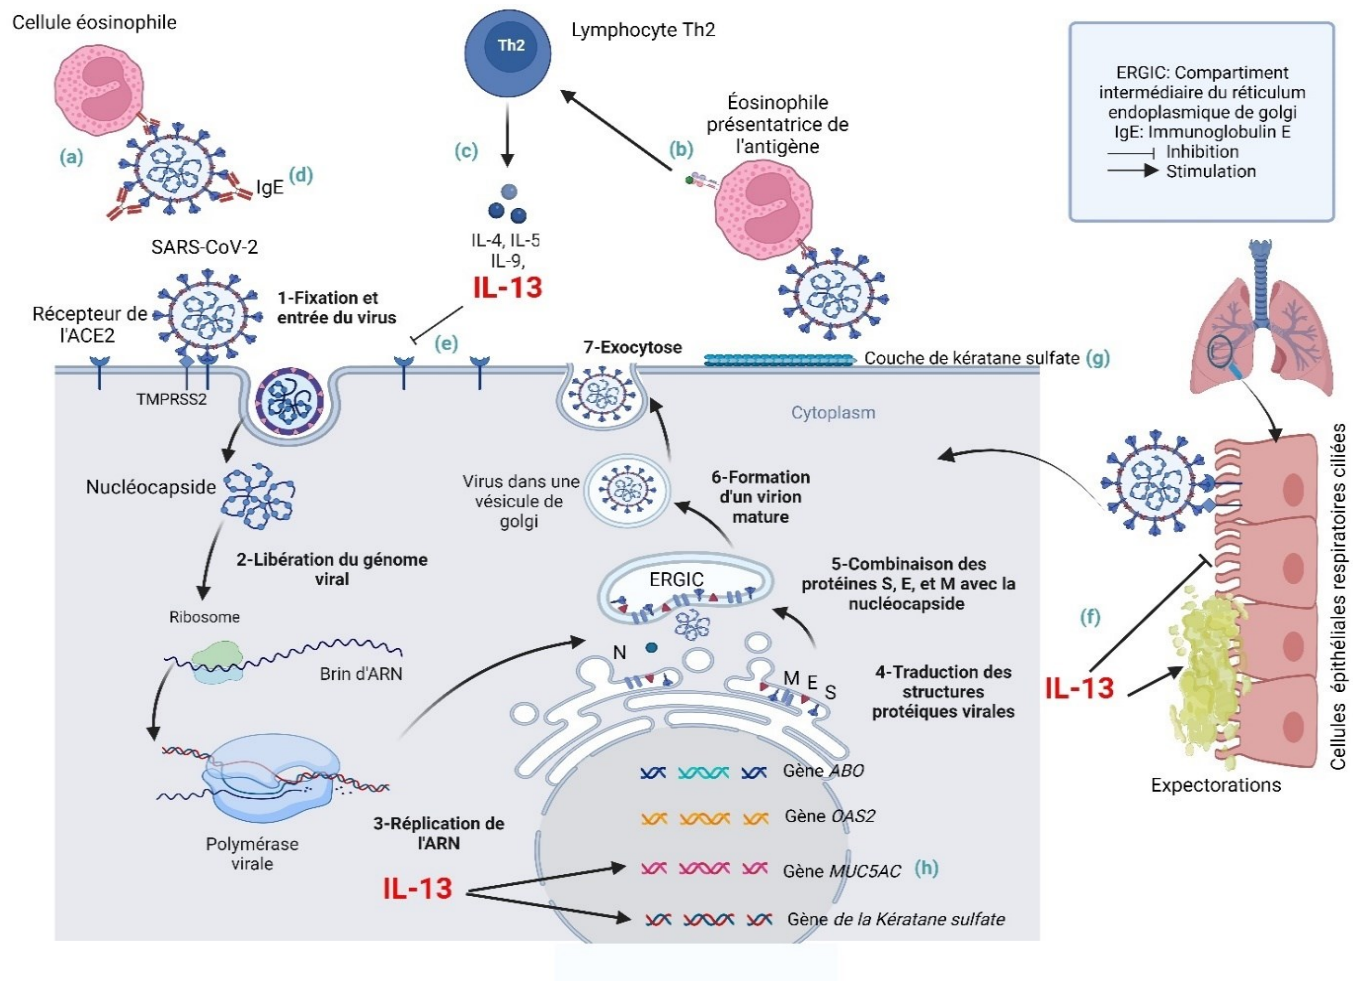 Cellule éosinophile
Th2
Lymphocyte Th2
ERGIC: Compartiment
intermédiaire du réticulum
endoplasmique de golgi
IgE: Immunoglobulin E
Inhibition
Stimulation
Éosinophile
présentatrice de
l'antigène
(a)
(b)
(c)
(d)
IgE
IL-4, IL-5
IL-9,
IL-13
SARS-CoV-2
1-Fixation et
entrée du virus
Récepteur de
l'ACE2
(e)
7-Exocytose
Couche de kératane sulfate (g)
TMPRSS2
Cytoplasm
Nucléocapside
Virus dans une
vésicule de
golgi
6-Formation
d'un virion
mature
2-Libération du génome
viral
ERGIC
5-Combinaison des
protéines S, E, et M avec la
nucléocapside
Ribosome
Brin d'ARN
N
M E S
4-Traduction des
structures
protéiques virales
(f)
IL-13
Cellules épithéliales respiratoires ciliées
Expectorations
Polymérase
virale
3-Réplication de
l'ARN
IL-13
Gène ABO
Gène OAS2
Gène MUC5AC (h)
Gène de la Kératane sulfate